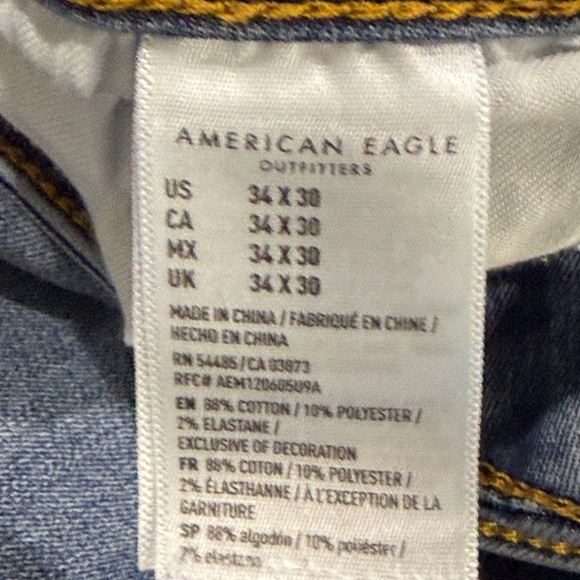 AMERICAN EAGLE
OUTFITTERS
US 34 X 30
CA 34 X 30
MX 34 X 30
UK 34 X 30
MADE IN CHINA / FABRIQUÉ EN CHINE /
HECHO EN CHINA
RN 54485/CA 03873
RFC# AEM120605U9A
EN 88% COTTON / 10% POLYESTER /
2% ELASTANE /
EXCLUSIVE OF DECORATION
FR 88% COTON / 10% POLYESTER /
2% ÉLASTHANNE / À L'EXCEPTION DE LA
GARNITURE
SP 88% algodón / 10% poliéster /
2% elastano